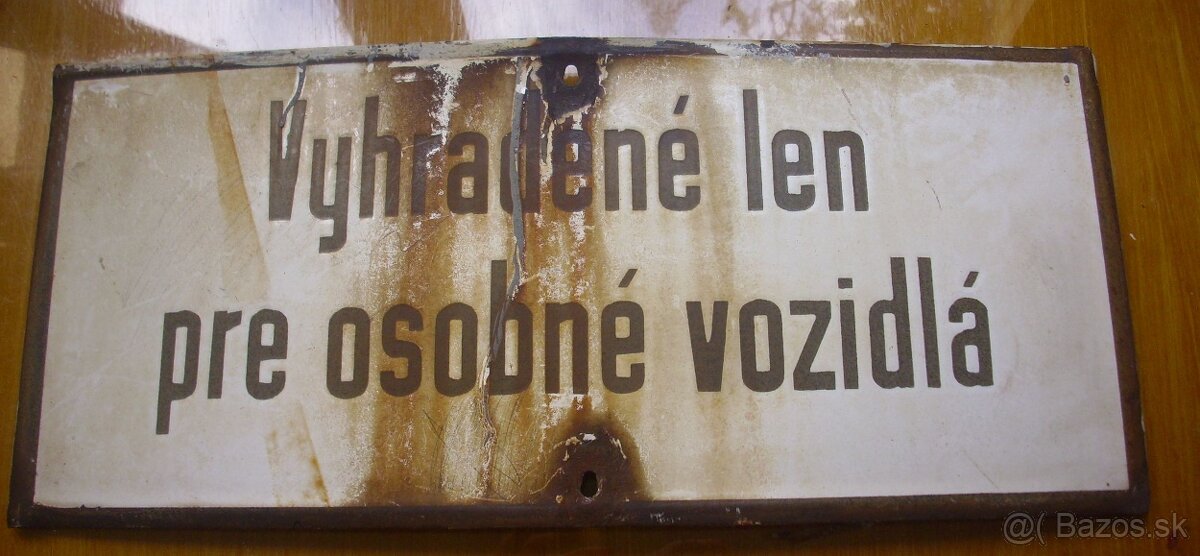 Vyhradené len
pre osobné vozidlá
@( Bazos.sk